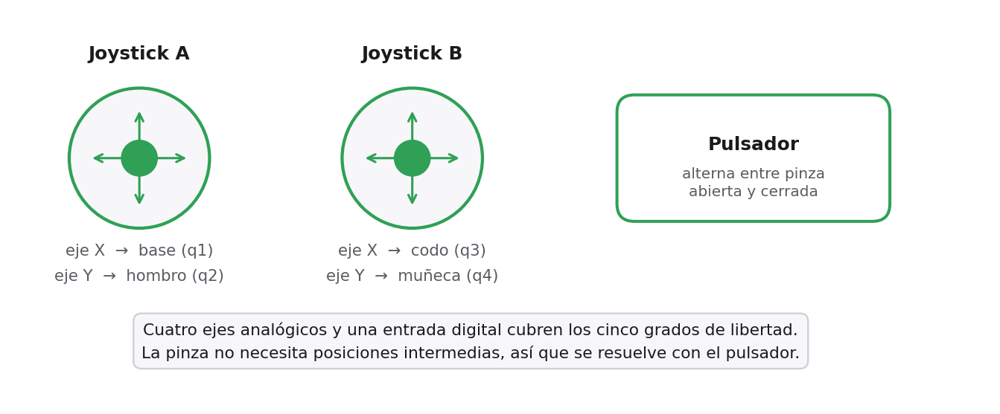 Joystick A
Joystick B
eje X → base (q1)
eje Y → hombro (q2)
eje X → codo (q3)
eje Y → muñeca (q4)
Pulsador
alterna entre pinza
abierta y cerrada
Cuatro ejes analógicos y una entrada digital cubren los cinco grados de libertad.
La pinza no necesita posiciones intermedias, así que se resuelve con el pulsador.